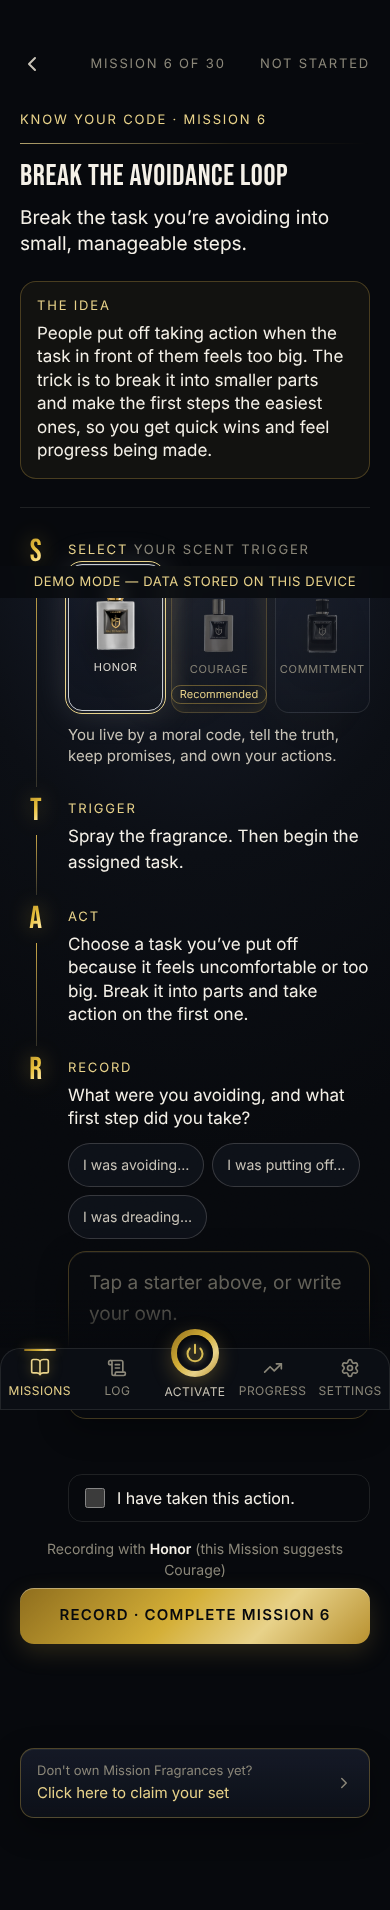 MISSION 6 OF 30 NOT STARTED
KNOW YOUR CODE · MISSION 6
BREAK THE AVOIDANCE LOOP
Break the task you’re avoiding into
small, manageable steps.
THE IDEA
People put off taking action when the
task in front of them feels too big. The
trick is to break it into smaller parts
and make the first steps the easiest
ones, so you get quick wins and feel
progress being made.
S SELECT YOUR SCENT TRIGGER
DEMO MODE — DATA STORED ON THIS DEVICE
HONOR COURAGE COMMITMENT
Recommended
You live by a moral code, tell the truth,
keep promises, and own your actions.
T TRIGGER
Spray the fragrance. Then begin the
assigned task.
A ACT
Choose a task you’ve put off
because it feels uncomfortable or too
big. Break it into parts and take
action on the first one.
R RECORD
What were you avoiding, and what
first step did you take?
I was avoiding... I was putting off...
I was dreading...
Tap a starter above, or write
your own.
MISSIONS LOG ACTIVATE PROGRESS SETTINGS
I have taken this action.
Recording with Honor (this Mission suggests
Courage)
RECORD · COMPLETE MISSION 6
Don't own Mission Fragrances yet?
Click here to claim your set